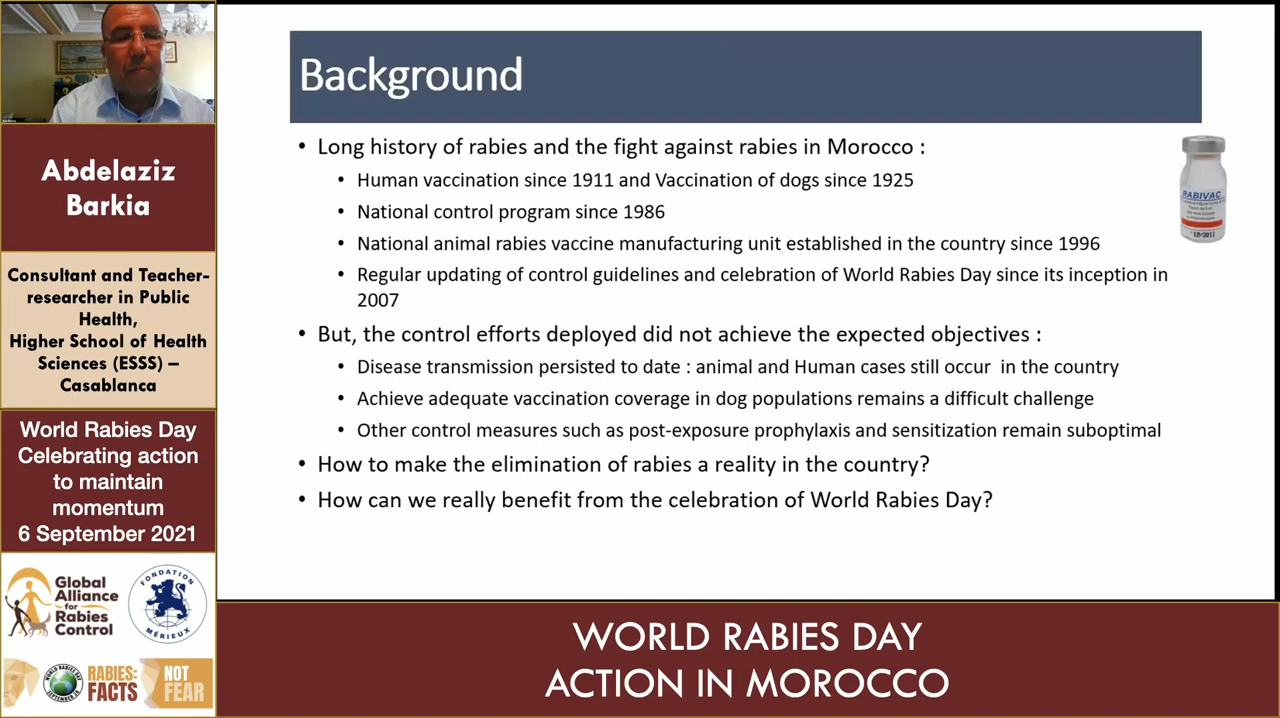 Abdelaziz
Barkia
Consultant and Teacher-
researcher in Public
Health,
Higher School of Health
Sciences (ESSS) –
Casablanca
World Rabies Day
Celebrating action
to maintain
momentum
6 September 2021
Global
Alliance
for
Rabies
Control
FONDATION
MÉRIEUX
WORLD RABIES DAY
SEPTEMBER 28
RABIES:
FACTS
NOT
FEAR
Background
• Long history of rabies and the fight against rabies in Morocco :
• Human vaccination since 1911 and Vaccination of dogs since 1925
• National control program since 1986
• National animal rabies vaccine manufacturing unit established in the country since 1996
• Regular updating of control guidelines and celebration of World Rabies Day since its inception in
2007
• But, the control efforts deployed did not achieve the expected objectives :
• Disease transmission persisted to date : animal and Human cases still occur in the country
• Achieve adequate vaccination coverage in dog populations remains a difficult challenge
• Other control measures such as post-exposure prophylaxis and sensitization remain suboptimal
• How to make the elimination of rabies a reality in the country?
• How can we really benefit from the celebration of World Rabies Day?
RABIVAC
WORLD RABIES DAY
ACTION IN MOROCCO